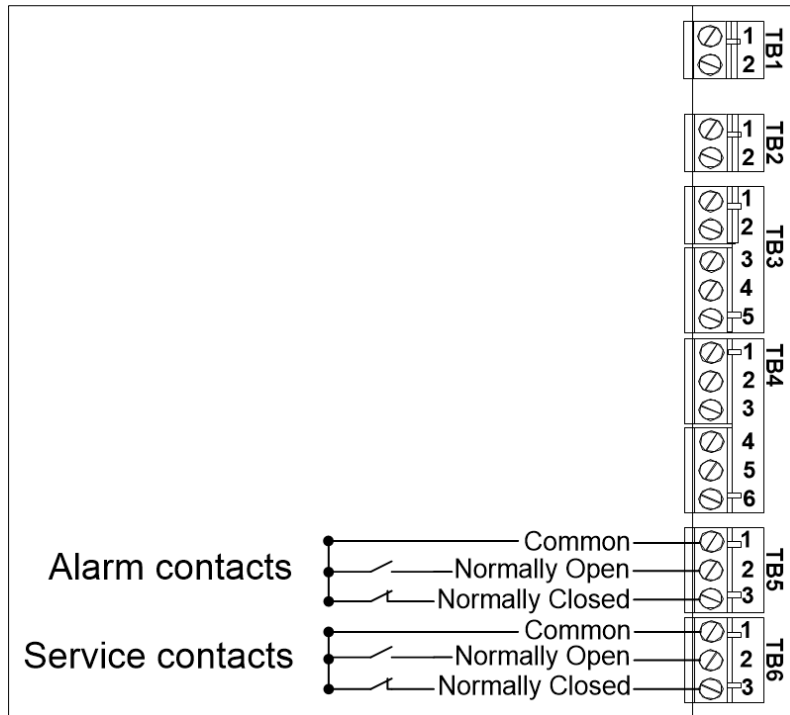 1
2
TB1
1
2
TB2
1
2
3
4
5
TB3
1
2
3
4
5
6
TB4
Alarm contacts
Common
Normally Open
Normally Closed
1
2
3
TB5
Service contacts
Common
Normally Open
Normally Closed
1
2
3
TB6